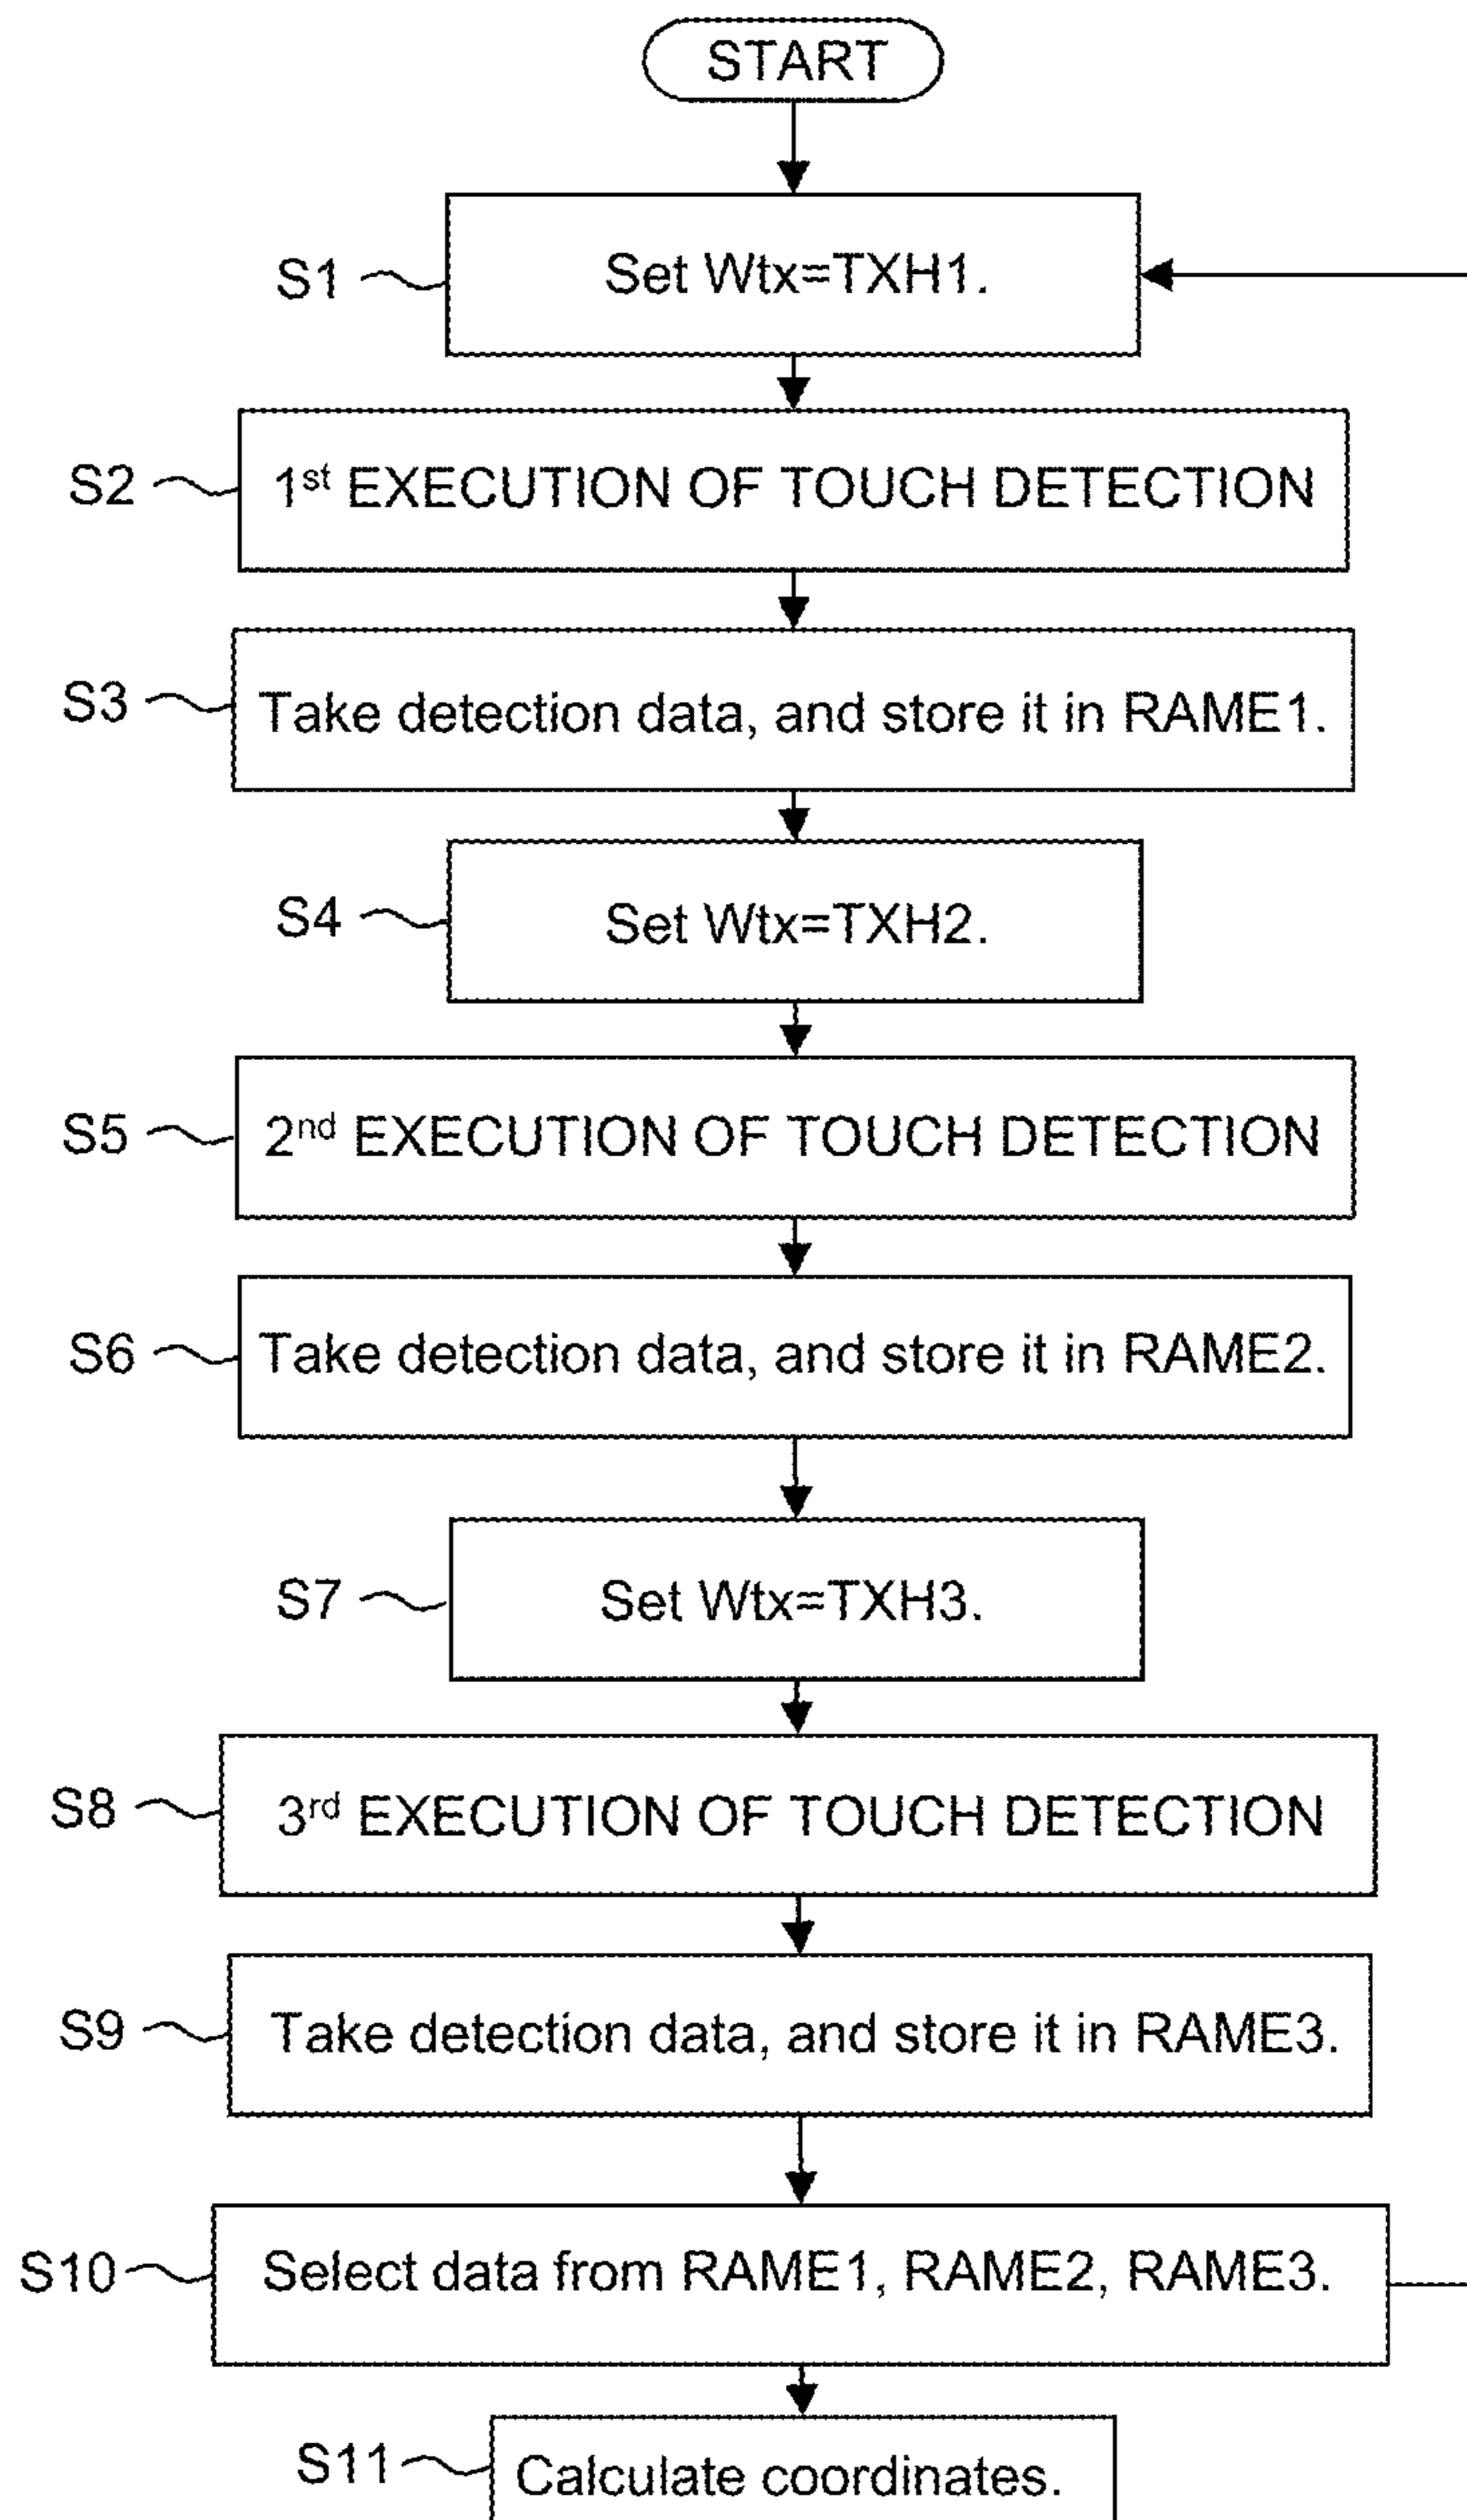 START
S1 Set Wtx=TXH1.
S2 1st EXECUTION OF TOUCH DETECTION
S3 Take detection data, and store it in RAME1.
S4 Set Wtx=TXH2.
S5 2nd EXECUTION OF TOUCH DETECTION
S6 Take detection data, and store it in RAME2.
S7 Set Wtx=TXH3.
S8 3rd EXECUTION OF TOUCH DETECTION
S9 Take detection data, and store it in RAME3.
S10 Select data from RAME1, RAME2, RAME3.
S11 Calculate coordinates.